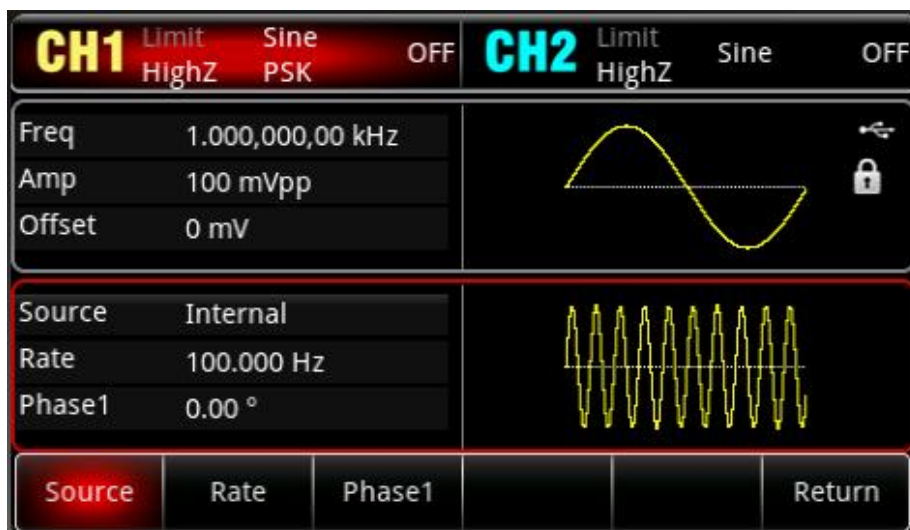 CH1 Limit Sine OFF CH2 Limit Sine OFF
HighZ PSK HighZ
Freq 1.000,000,00 kHz
Amp 100 mVpp
Offset 0 mV
Source Internal
Rate 100.000 Hz
Phase1 0.00 °
Source Rate Phase1 Return